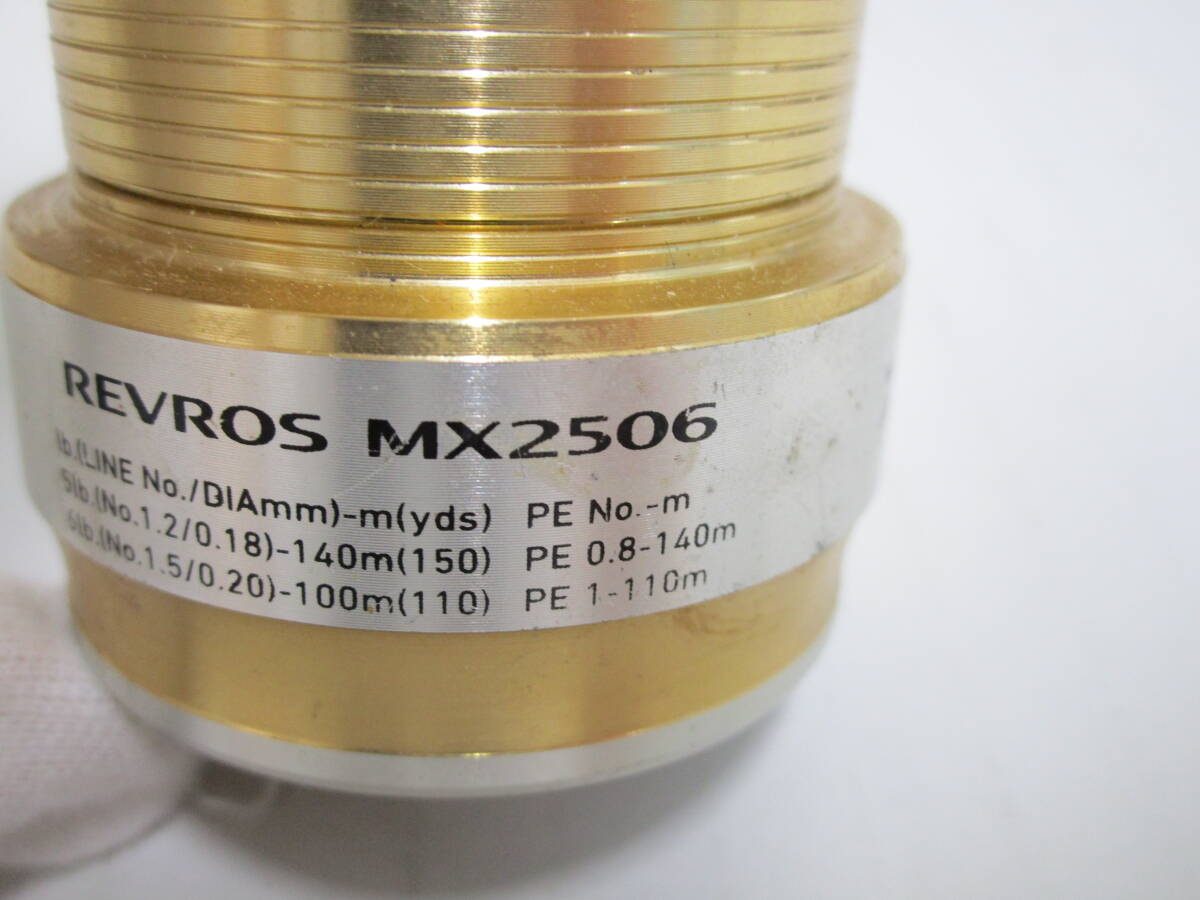 REVROS MX2506
lb.(LINE No./DIAmm)-m(yds) PE No.-m
5lb.(No.1.2/0.18)-140m(150) PE 0.8-140m
6lb.(No.1.5/0.20)-100m(110) PE 1-110m